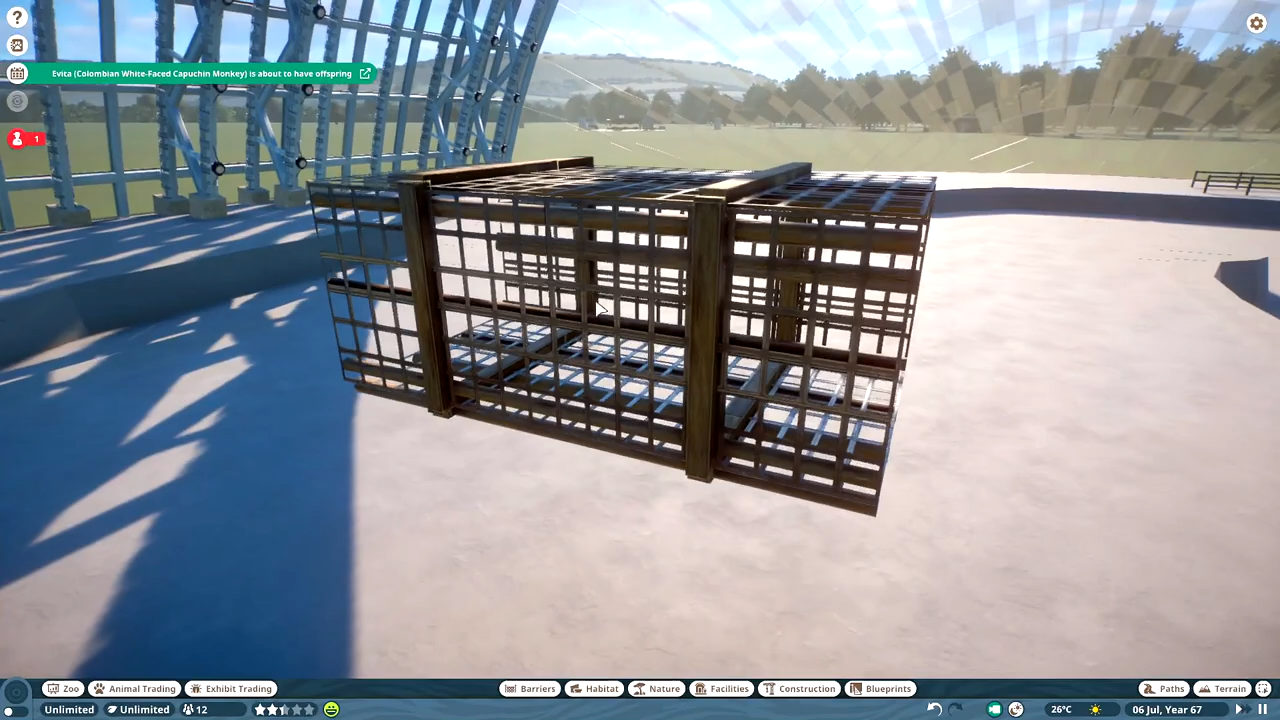 ?
Evita (Colombian White-Faced Capuchin Monkey) is about to have offspring
1
Zoo
Animal Trading
Exhibit Trading
Barriers
Habitat
Nature
Facilities
Construction
Blueprints
Paths
Terrain
Unlimited
Unlimited
12
26°C
06 Jul, Year 67